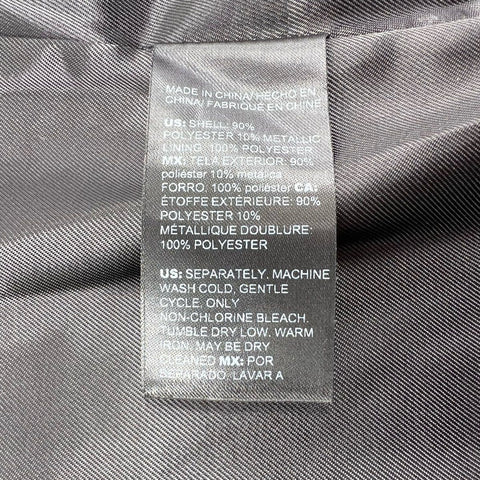 MADE IN CHINA/ HECHO EN
CHINA/ FABRIQUÉ EN CHINE
US: SHELL: 90%
POLYESTER 10% METALLIC
LINING: 100% POLYESTER
MX: TELA EXTERIOR: 90%
poliéster 10% metálica
FORRO: 100% poliéster CA:
ÉTOFFE EXTÉRIEURE: 90%
POLYESTER 10%
MÉTALLIQUE DOUBLURE:
100% POLYESTER
US: SEPARATELY. MACHINE
WASH COLD, GENTLE
CYCLE. ONLY
NON-CHLORINE BLEACH.
TUMBLE DRY LOW. WARM
IRON. MAY BE DRY
CLEANED MX: POR
SEPARADO. LAVAR A